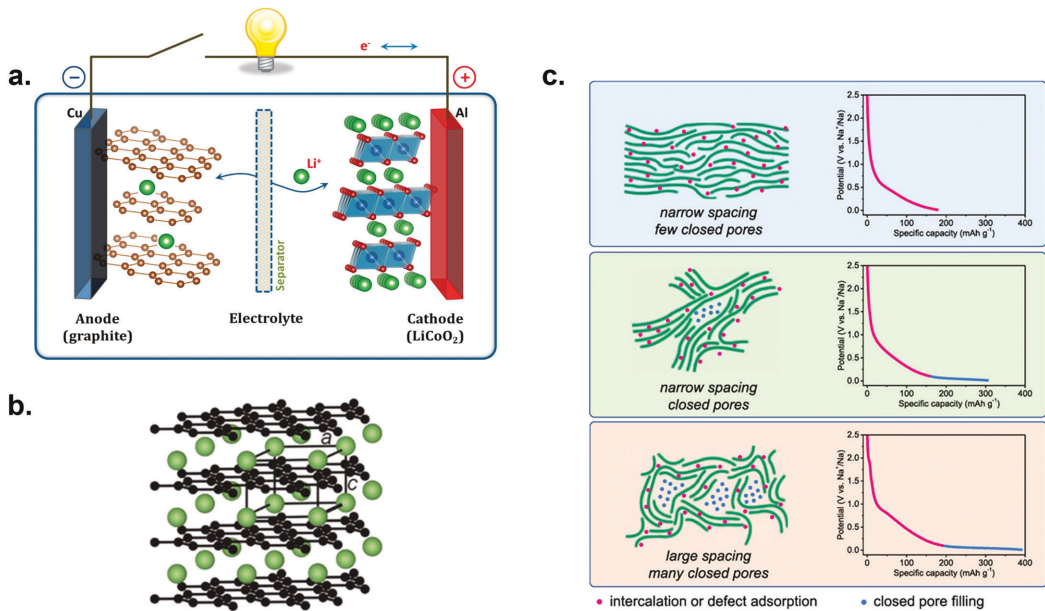 a.
e⁻
−
+
Cu
Al
Li⁺
Separator
Anode
(graphite)
Electrolyte
Cathode
(LiCoO₂)
b.
a
c
c.
narrow spacing
few closed pores
Potential (V vs. Na⁺/Na)
2.5
2.0
1.5
1.0
0.5
0.0
0 100 200 300 400
Specific capacity (mAh g⁻¹)
narrow spacing
closed pores
Potential (V vs. Na⁺/Na)
2.5
2.0
1.5
1.0
0.5
0.0
0 100 200 300 400
Specific capacity (mAh g⁻¹)
large spacing
many closed pores
Potential (V vs. Na⁺/Na)
2.5
2.0
1.5
1.0
0.5
0.0
0 100 200 300 400
Specific capacity (mAh g⁻¹)
intercalation or defect adsorption
closed pore filling